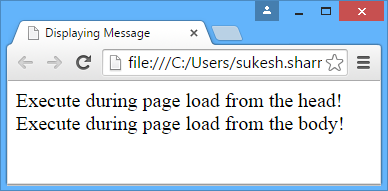 Displaying Message
file:///C:/Users/sukesh.sharr
Execute during page load from the head!
Execute during page load from the body!